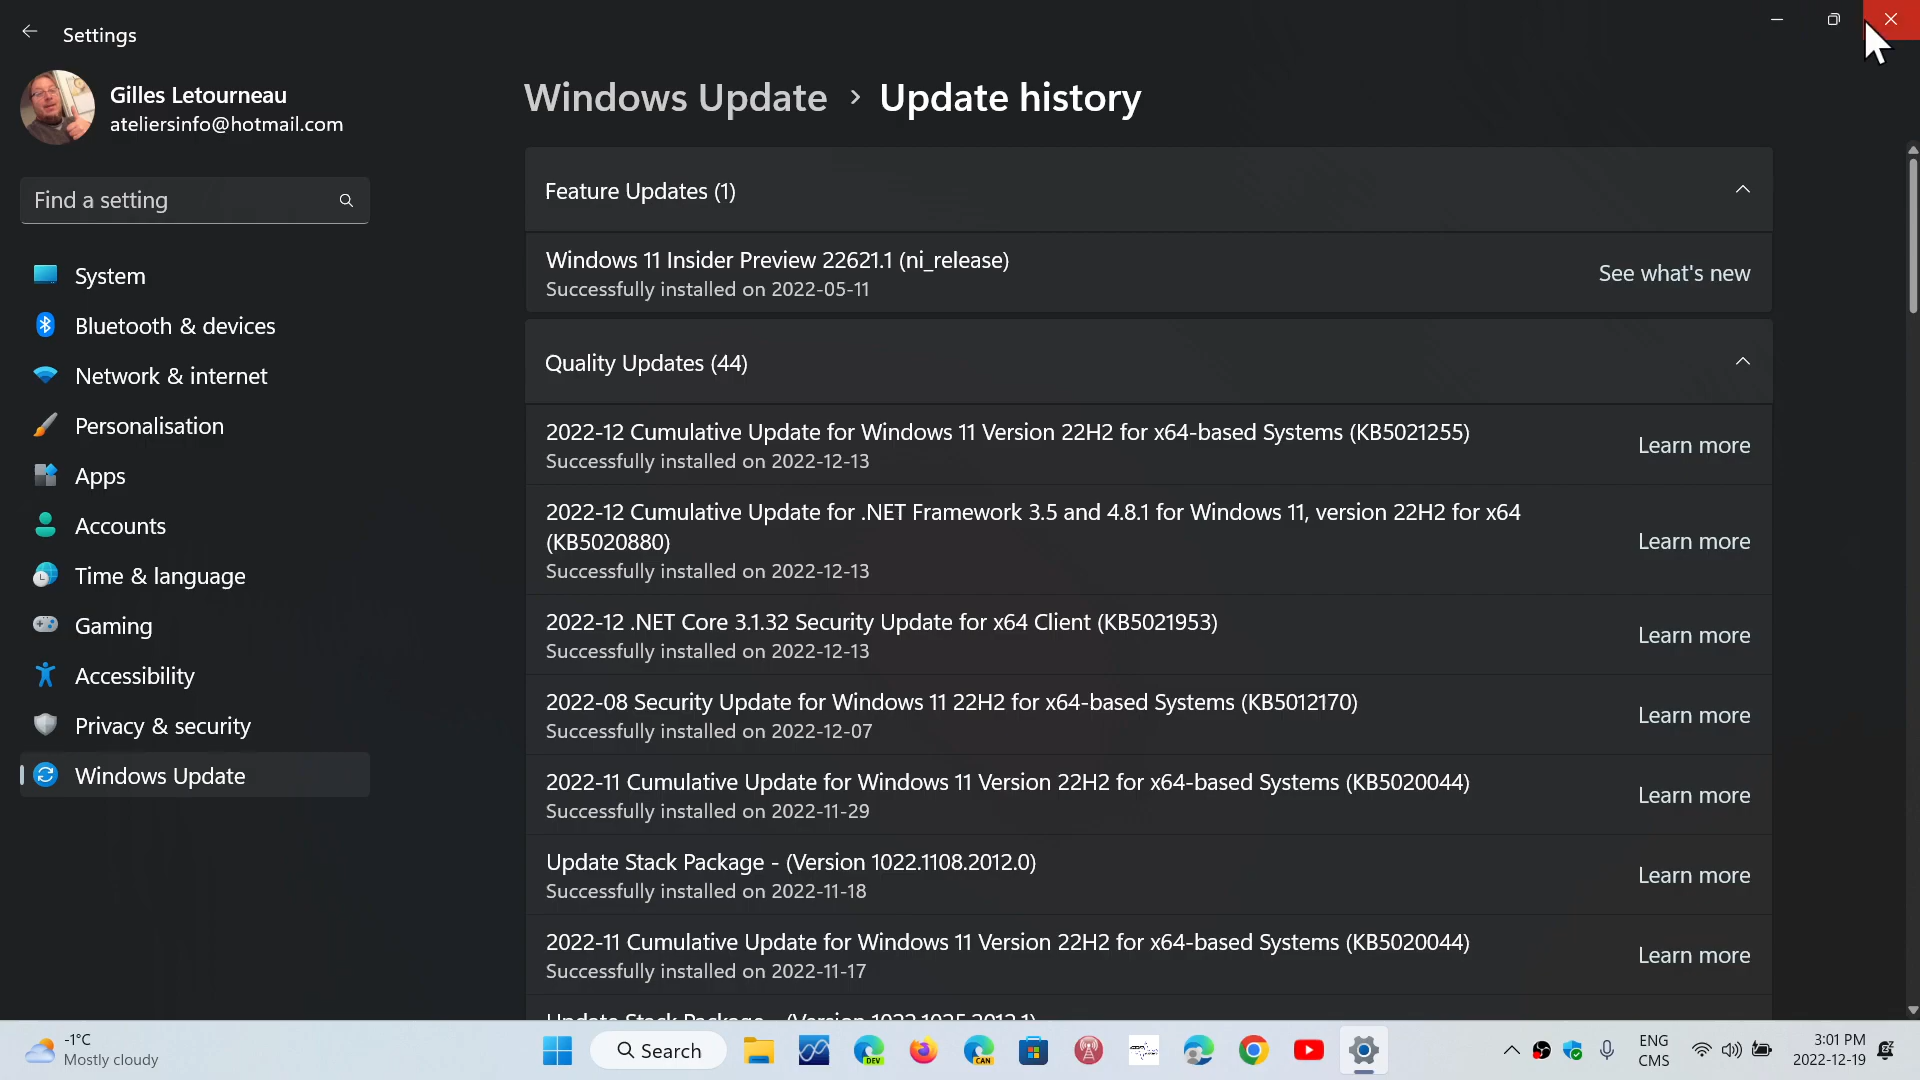 Settings
Gilles Letourneau
ateliersinfo@hotmail.com
Find a setting
System
Bluetooth & devices
Network & internet
Personalisation
Apps
Accounts
Time & language
Gaming
Accessibility
Privacy & security
Windows Update
Windows Update › Update history
Feature Updates (1)
Windows 11 Insider Preview 22621.1 (ni_release)
Successfully installed on 2022-05-11
See what's new
Quality Updates (44)
2022-12 Cumulative Update for Windows 11 Version 22H2 for x64-based Systems (KB5021255)
Successfully installed on 2022-12-13
Learn more
2022-12 Cumulative Update for .NET Framework 3.5 and 4.8.1 for Windows 11, version 22H2 for x64
(KB5020880)
Successfully installed on 2022-12-13
Learn more
2022-12 .NET Core 3.1.32 Security Update for x64 Client (KB5021953)
Successfully installed on 2022-12-13
Learn more
2022-08 Security Update for Windows 11 22H2 for x64-based Systems (KB5012170)
Successfully installed on 2022-12-07
Learn more
2022-11 Cumulative Update for Windows 11 Version 22H2 for x64-based Systems (KB5020044)
Successfully installed on 2022-11-29
Learn more
Update Stack Package - (Version 1022.1108.2012.0)
Successfully installed on 2022-11-18
Learn more
2022-11 Cumulative Update for Windows 11 Version 22H2 for x64-based Systems (KB5020044)
Successfully installed on 2022-11-17
Learn more
Update Stack Package - (Version 1022.1025.2012.1)
-1°C
Mostly cloudy
Search
DEV
CAN
ENG
CMS
3:01 PM
2022-12-19